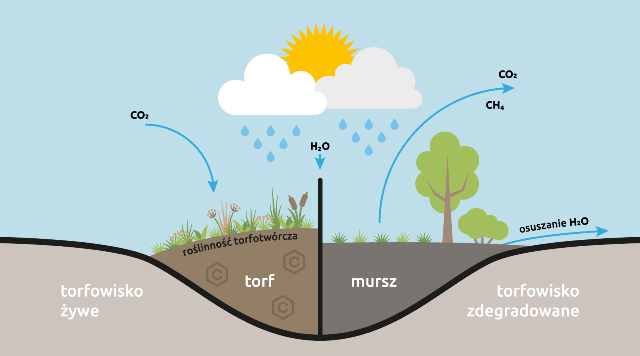 CO₂
CO₂
CH₄
H₂O
osuszanie H₂O
roślinność torfotwórcza
torf
mursz
C
C
C
torfowisko
żywe
torfowisko
zdegradowane